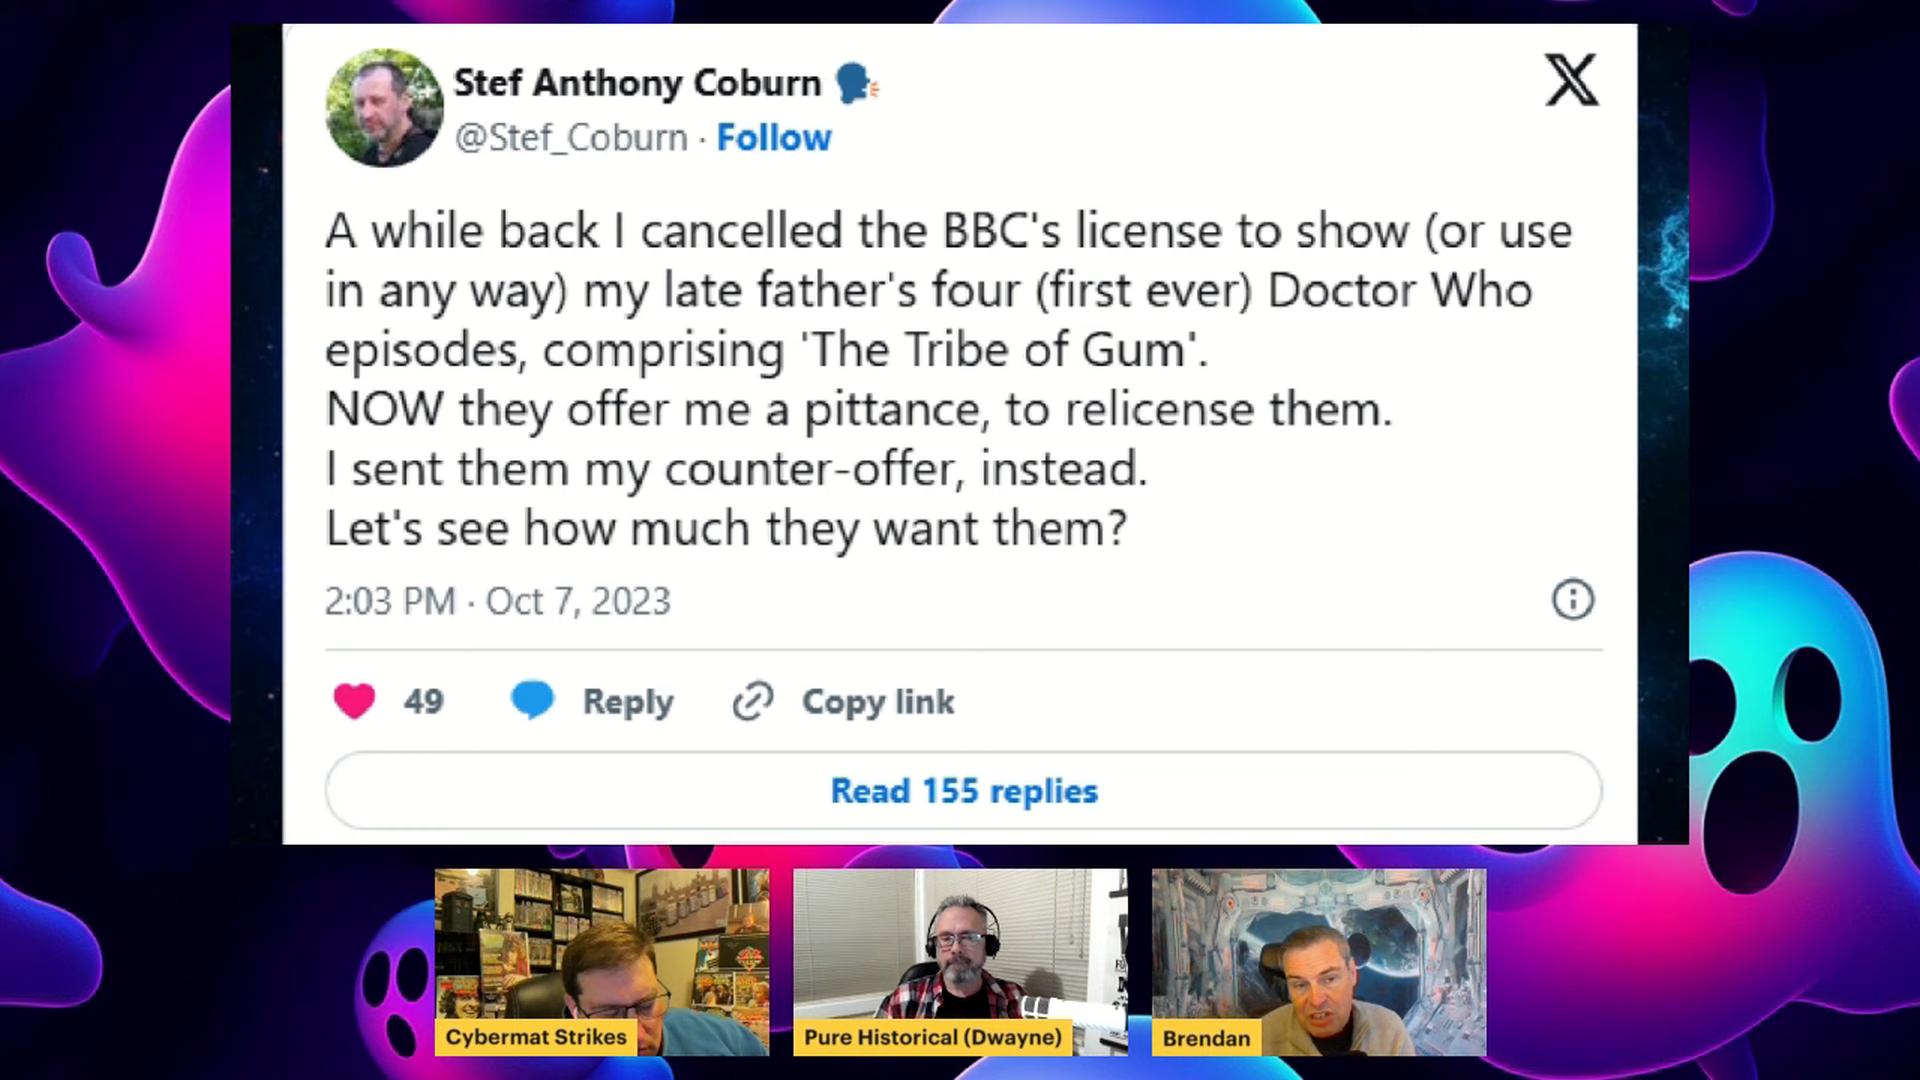 Stef Anthony Coburn
@Stef_Coburn · Follow
A while back I cancelled the BBC's license to show (or use
in any way) my late father's four (first ever) Doctor Who
episodes, comprising 'The Tribe of Gum'.
NOW they offer me a pittance, to relicense them.
I sent them my counter-offer, instead.
Let's see how much they want them?
2:03 PM · Oct 7, 2023
49 Reply Copy link
Read 155 replies
Cybermat Strikes
Pure Historical (Dwayne)
Brendan